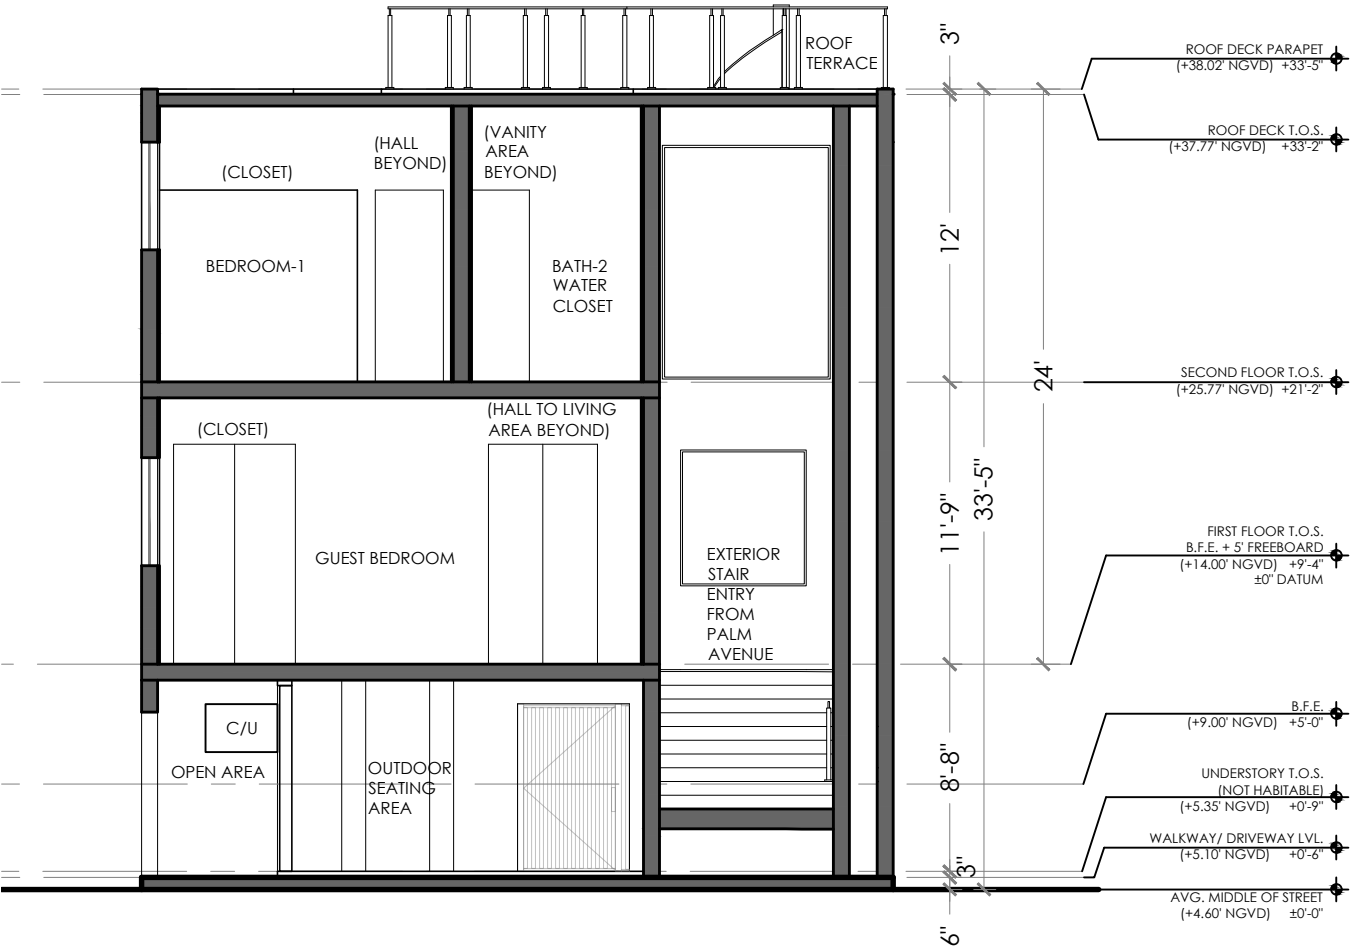 ROOF
TERRACE
(HALL
BEYOND)
(VANITY
AREA
BEYOND)
(CLOSET)
BEDROOM-1
BATH-2
WATER
CLOSET
(CLOSET)
(HALL TO LIVING
AREA BEYOND)
GUEST BEDROOM
EXTERIOR
STAIR
ENTRY
FROM
PALM
AVENUE
C/U
OPEN AREA
OUTDOOR
SEATING
AREA
3"
12'
11'-9"
8'-8"
3"
6"
33'-5"
24'
ROOF DECK PARAPET
(+38.02' NGVD) +33'-5"
ROOF DECK T.O.S.
(+37.77' NGVD) +33'-2"
SECOND FLOOR T.O.S.
(+25.77' NGVD) +21'-2"
FIRST FLOOR T.O.S.
B.F.E. + 5' FREEBOARD
(+14.00' NGVD) +9'-4"
±0" DATUM
B.F.E.
(+9.00' NGVD) +5'-0"
UNDERSTORY T.O.S.
(NOT HABITABLE)
(+5.35' NGVD) +0'-9"
WALKWAY/ DRIVEWAY LVL.
(+5.10' NGVD) +0'-6"
AVG. MIDDLE OF STREET
(+4.60' NGVD) ±0'-0"